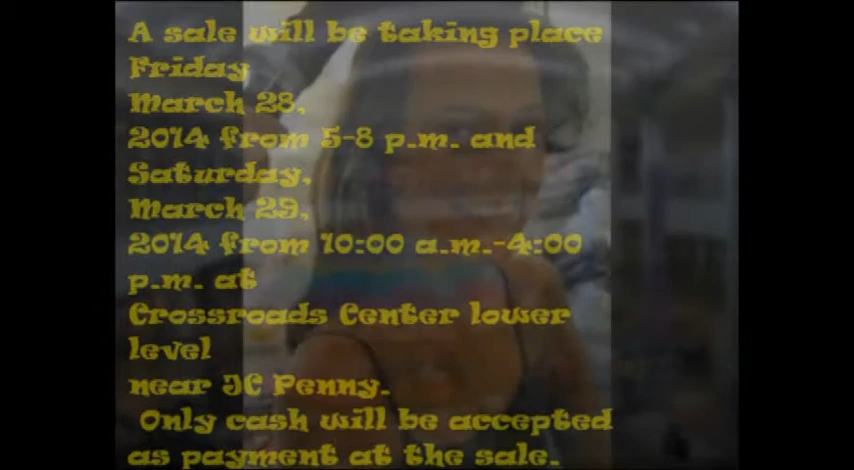 A sale will be taking place
Friday
March 28,
2014 from 5-8 p.m. and
Saturday,
March 29,
2014 from 10:00 a.m.-4:00
p.m. at
Crossroads Center lower
level
near JC Penny.
Only cash will be accepted
as payment at the sale.